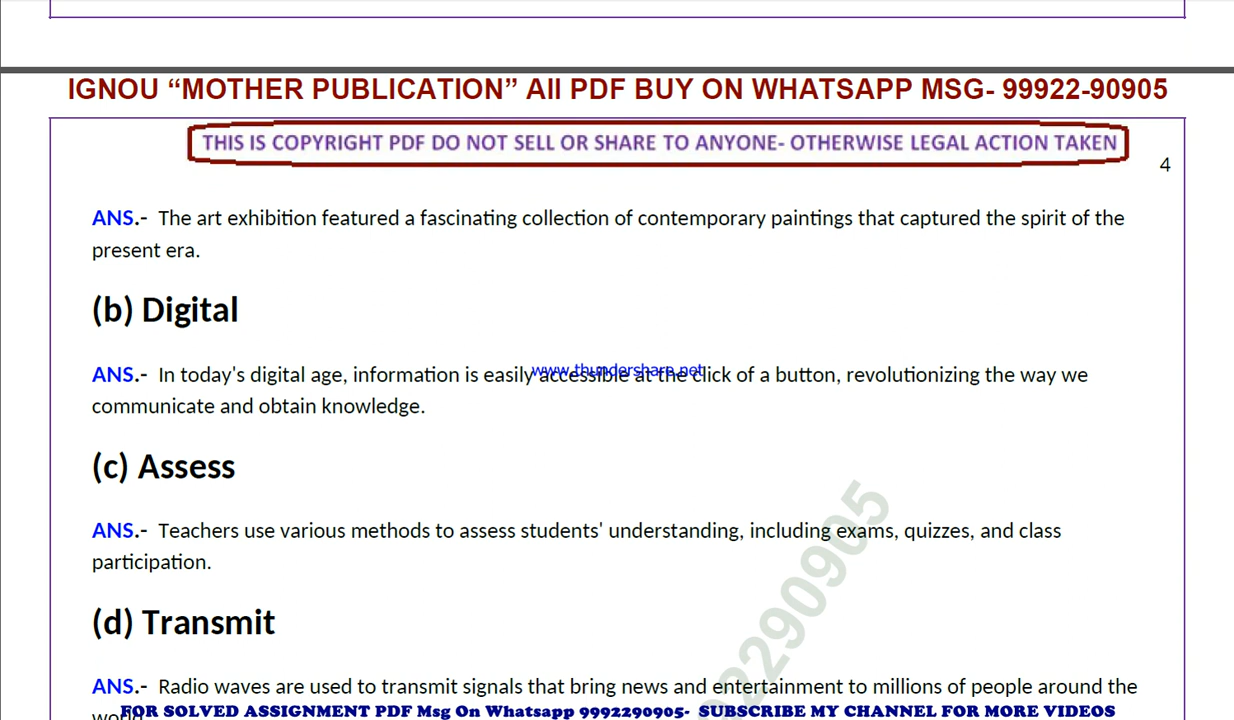 IGNOU “MOTHER PUBLICATION” All PDF BUY ON WHATSAPP MSG- 99922-90905
THIS IS COPYRIGHT PDF DO NOT SELL OR SHARE TO ANYONE- OTHERWISE LEGAL ACTION TAKEN
4
ANS.- The art exhibition featured a fascinating collection of contemporary paintings that captured the spirit of the
present era.
(b) Digital
www.thundershare.net
ANS.- In today's digital age, information is easily accessible at the click of a button, revolutionizing the way we
communicate and obtain knowledge.
(c) Assess
ANS.- Teachers use various methods to assess students' understanding, including exams, quizzes, and class
participation.
(d) Transmit
02290905
ANS.- Radio waves are used to transmit signals that bring news and entertainment to millions of people around the
world
FOR SOLVED ASSIGNMENT PDF Msg On Whatsapp 9992290905- SUBSCRIBE MY CHANNEL FOR MORE VIDEOS